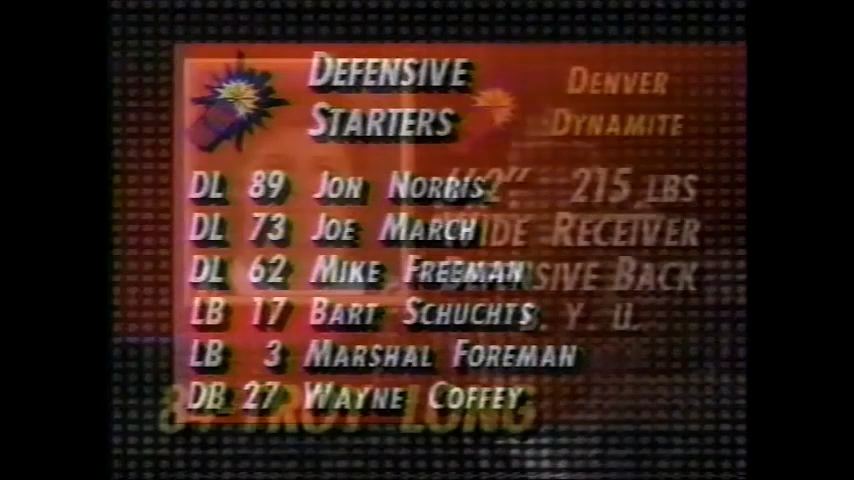 DEFENSIVE
STARTERS
DENVER
DYNAMITE
DL 89 JON NORRIS
DL 73 JOE MARCH
DL 62 MIKE FREEMAN
LB 17 BART SCHUCHTS
LB 3 MARSHAL FOREMAN
DB 27 WAYNE COFFEY
215 LBS
WIDE RECEIVER
DEFENSIVE BACK
TROY LONG